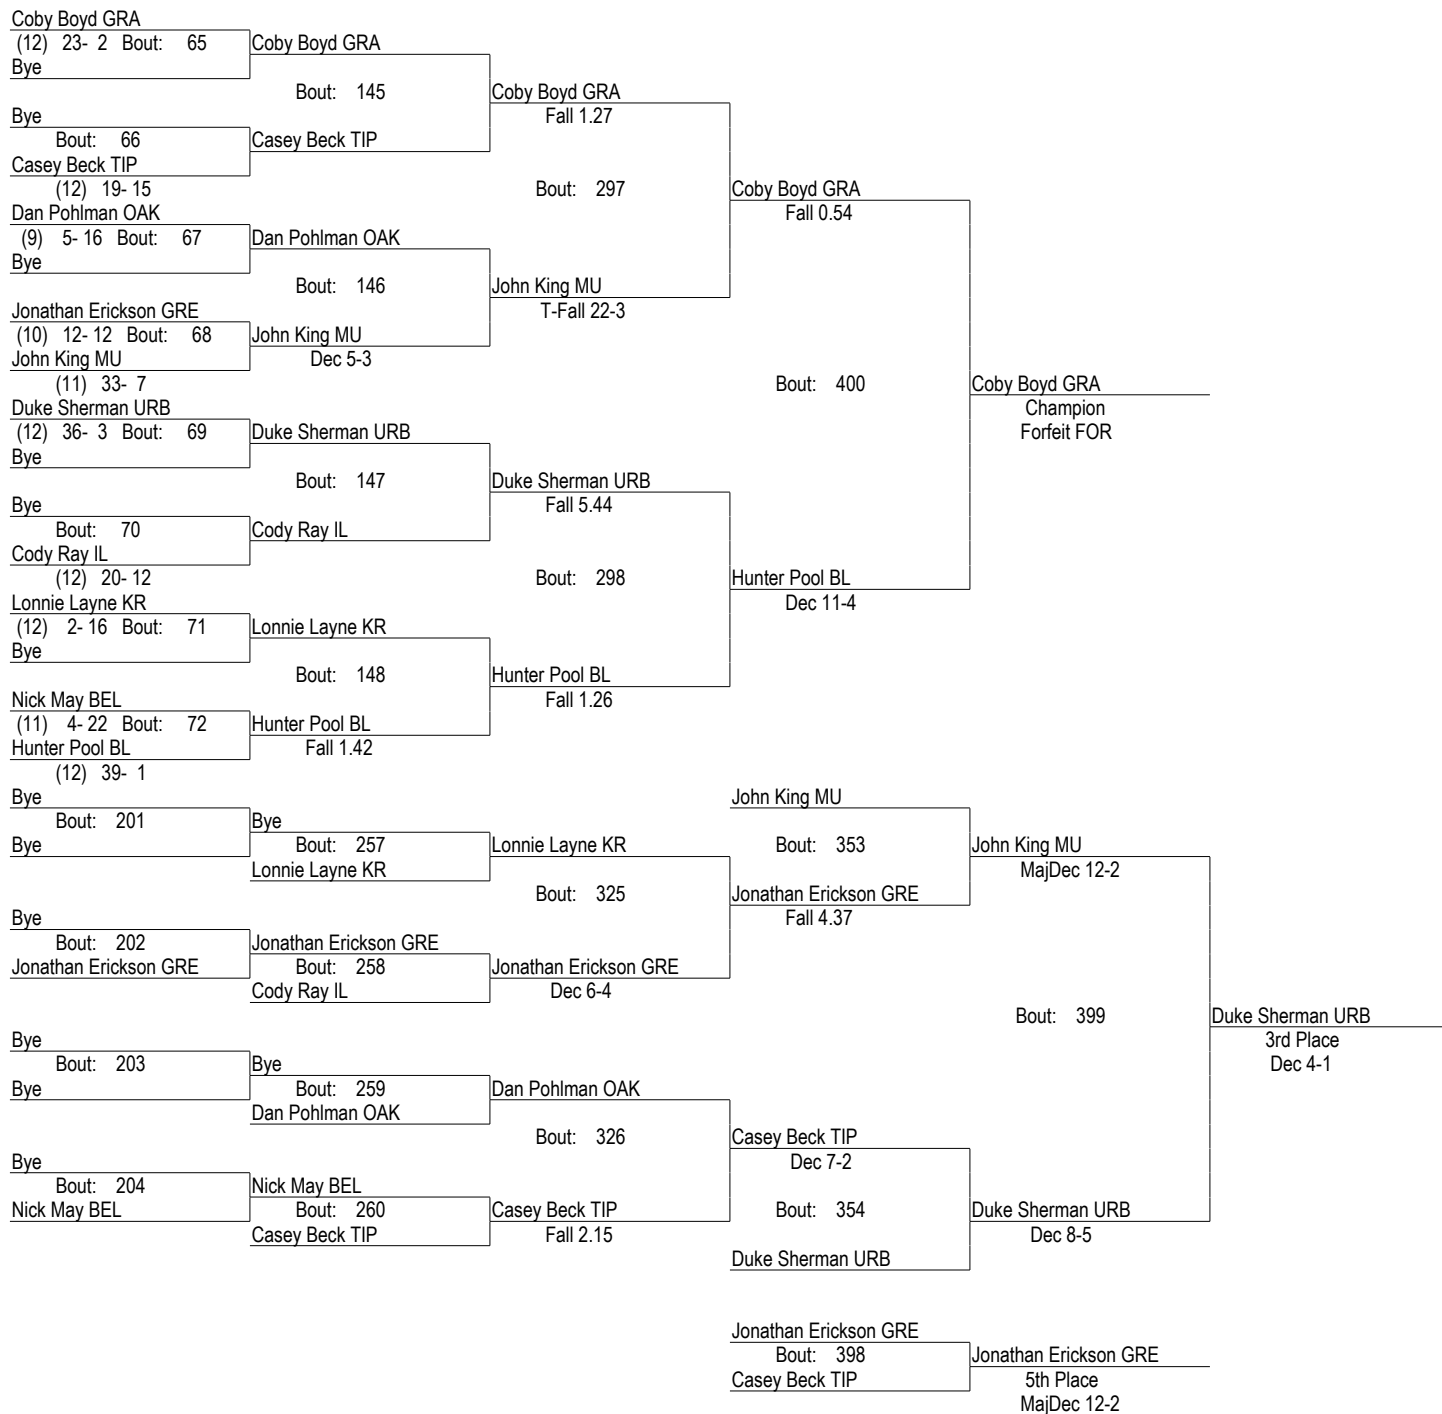 Coby Boyd GRA
(12) 23- 2 Bout: 65 Coby Boyd GRA
Bye
Bout: 145 Coby Boyd GRA
Bye Fall 1.27
Bout: 66 Casey Beck TIP
Casey Beck TIP
(12) 19- 15 Bout: 297 Coby Boyd GRA
Dan Pohlman OAK Fall 0.54
(9) 5- 16 Bout: 67 Dan Pohlman OAK
Bye
Bout: 146 John King MU
Jonathan Erickson GRE T-Fall 22-3
(10) 12- 12 Bout: 68 John King MU
John King MU Dec 5-3
(11) 33- 7 Bout: 400 Coby Boyd GRA
Duke Sherman URB Champion
(12) 36- 3 Bout: 69 Duke Sherman URB Forfeit FOR
Bye
Bout: 147 Duke Sherman URB
Bye Fall 5.44
Bout: 70 Cody Ray IL
Cody Ray IL
(12) 20- 12 Bout: 298 Hunter Pool BL
Lonnie Layne KR Dec 11-4
(12) 2- 16 Bout: 71 Lonnie Layne KR
Bye
Bout: 148 Hunter Pool BL
Nick May BEL Fall 1.26
(11) 4- 22 Bout: 72 Hunter Pool BL
Hunter Pool BL Fall 1.42
(12) 39- 1
Bye John King MU
Bout: 201 Bye
Bye Bout: 257 Lonnie Layne KR Bout: 353 John King MU
Lonnie Layne KR MajDec 12-2
Bout: 325 Jonathan Erickson GRE
Bye Fall 4.37
Bout: 202 Jonathan Erickson GRE
Jonathan Erickson GRE Bout: 258 Jonathan Erickson GRE
Cody Ray IL Dec 6-4
Bout: 399 Duke Sherman URB
Bye 3rd Place
Bout: 203 Bye Dec 4-1
Bye Bout: 259 Dan Pohlman OAK
Dan Pohlman OAK
Bout: 326 Casey Beck TIP
Bye Dec 7-2
Bout: 204 Nick May BEL
Nick May BEL Bout: 260 Casey Beck TIP Bout: 354 Duke Sherman URB
Casey Beck TIP Fall 2.15 Dec 8-5
Duke Sherman URB
Jonathan Erickson GRE
Bout: 398 Jonathan Erickson GRE
Casey Beck TIP 5th Place
MajDec 12-2